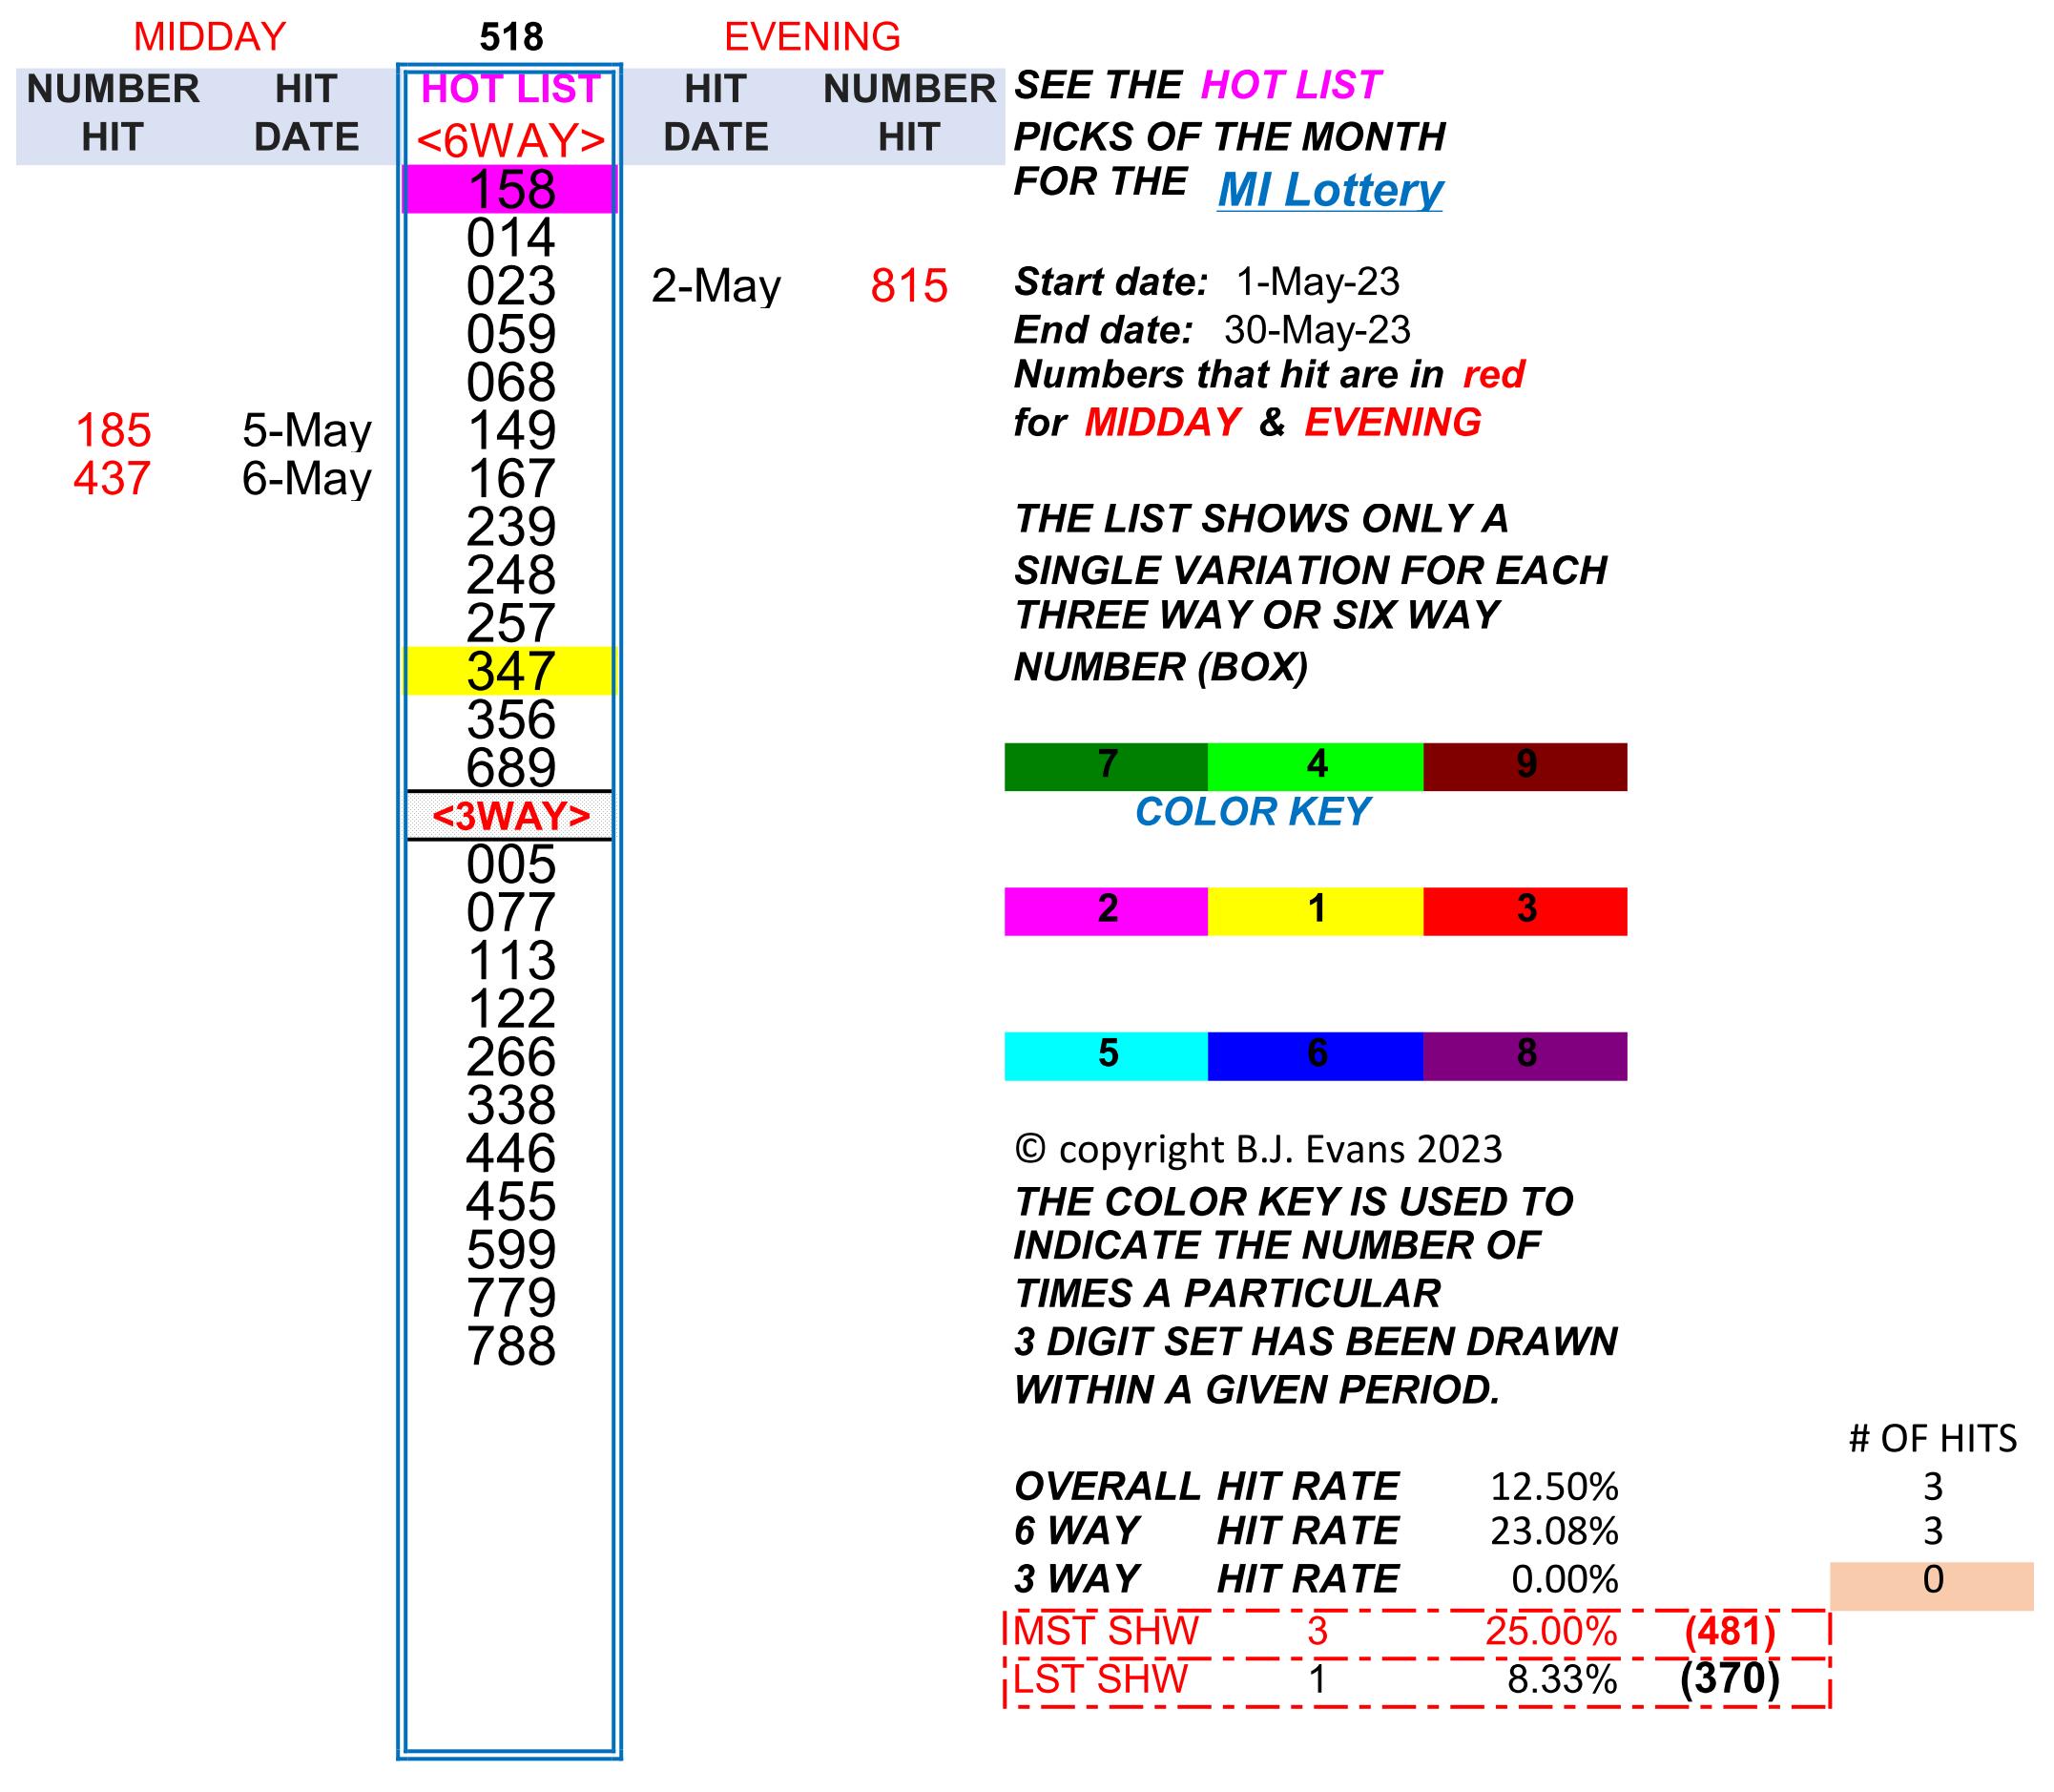 MIDDAY 518 EVENING
NUMBER HIT HOT LIST HIT NUMBER SEE THE HOT LIST
HIT DATE <6WAY> DATE HIT PICKS OF THE MONTH
158 FOR THE MI Lottery
014
023 2-May 815 Start date: 1-May-23
059 End date: 30-May-23
068 Numbers that hit are in red
185 5-May 149 for MIDDAY & EVENING
437 6-May 167
239 THE LIST SHOWS ONLY A
248 SINGLE VARIATION FOR EACH
257 THREE WAY OR SIX WAY
347 NUMBER (BOX)
356
689 7 4 9
<3WAY> COLOR KEY
005
077 2 1 3
113
122
266 5 6 8
338
446 © copyright B.J. Evans 2023
455 THE COLOR KEY IS USED TO
599 INDICATE THE NUMBER OF
779 TIMES A PARTICULAR
788 3 DIGIT SET HAS BEEN DRAWN
WITHIN A GIVEN PERIOD.
# OF HITS
OVERALL HIT RATE 12.50% 3
6 WAY HIT RATE 23.08% 3
3 WAY HIT RATE 0.00% 0
MST SHW 3 25.00% (481)
LST SHW 1 8.33% (370)